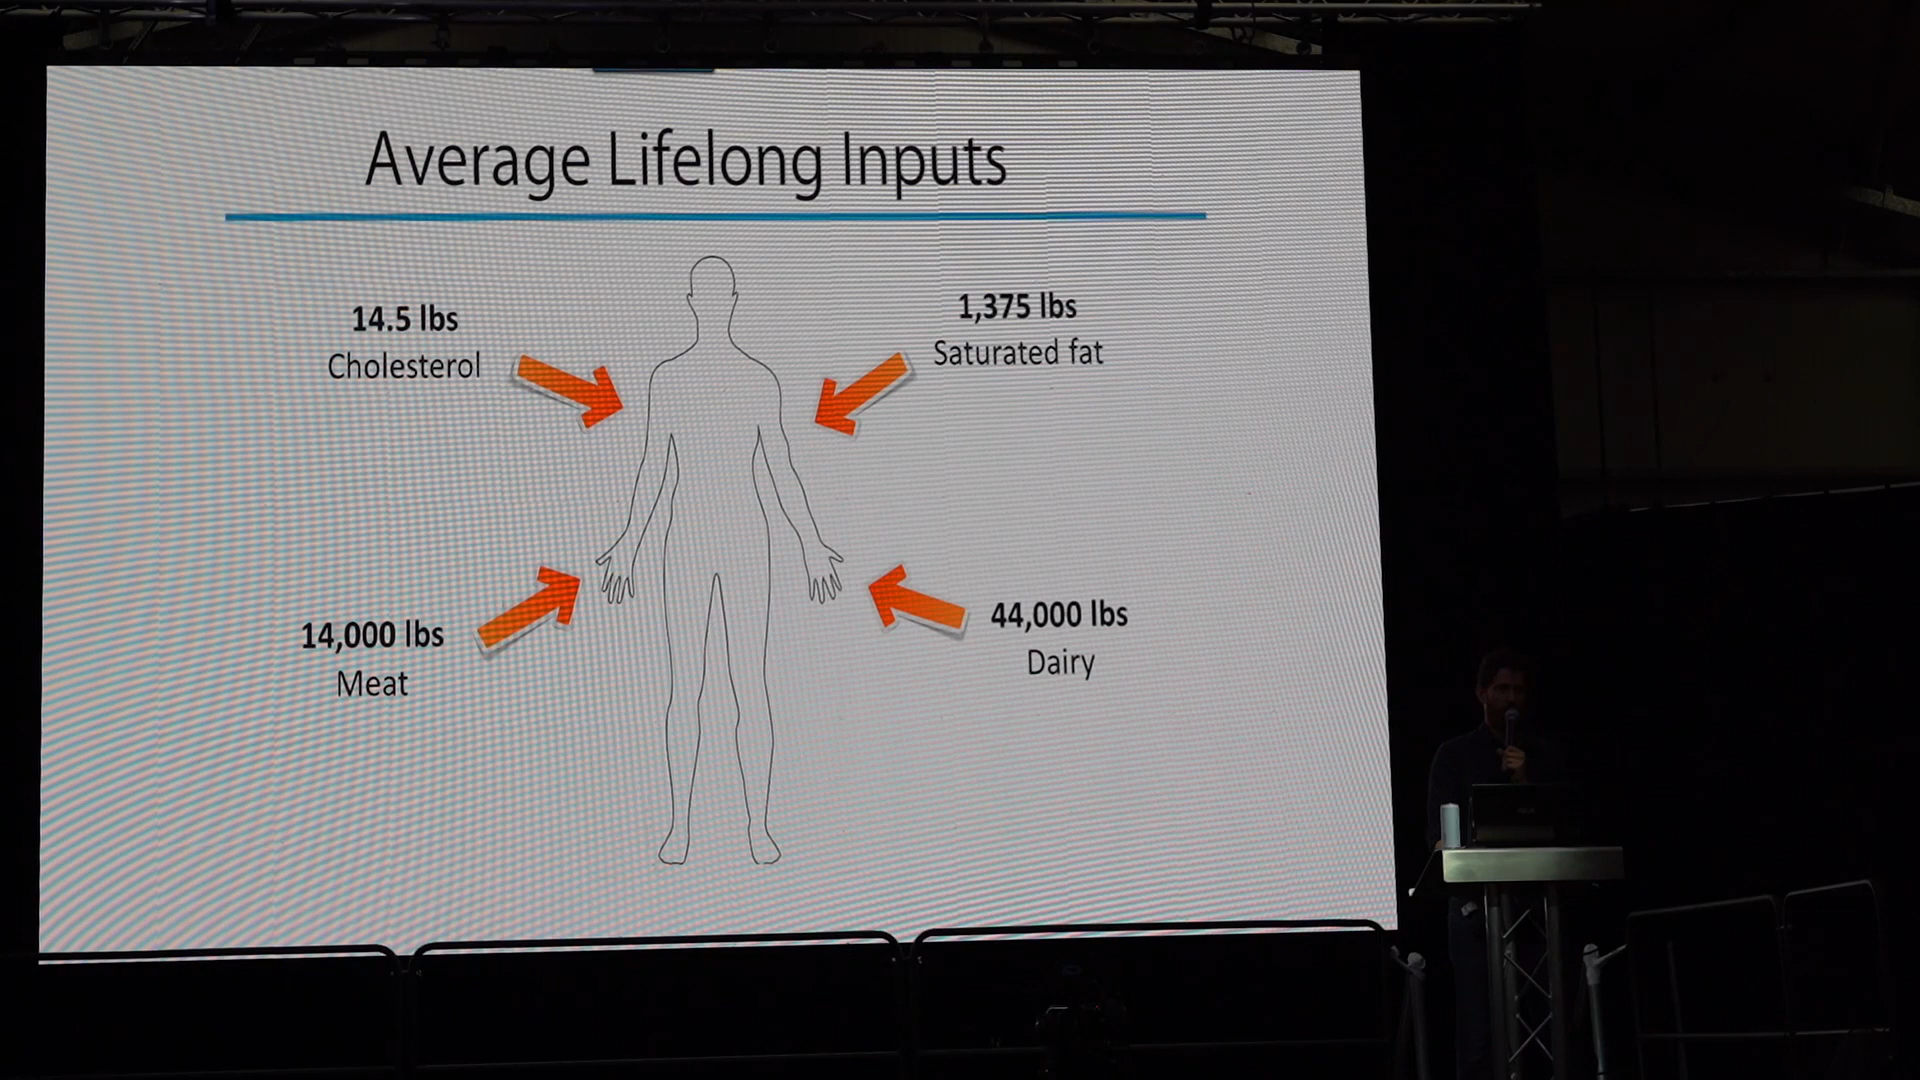 Average Lifelong Inputs
14.5 lbs
Cholesterol
1,375 lbs
Saturated fat
14,000 lbs
Meat
44,000 lbs
Dairy